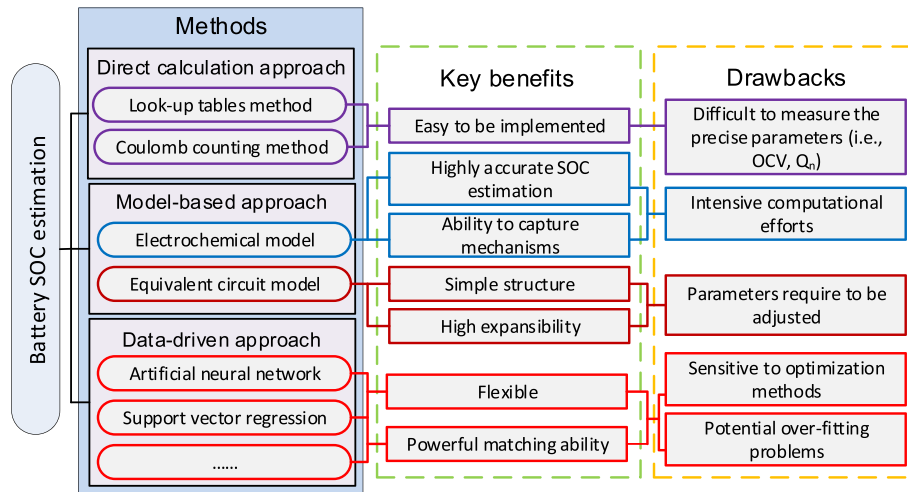 Battery SOC estimation
Methods
Direct calculation approach
Look-up tables method
Coulomb counting method
Model-based approach
Electrochemical model
Equivalent circuit model
Data-driven approach
Artificial neural network
Support vector regression
......
Key benefits
Easy to be implemented
Highly accurate SOC
estimation
Ability to capture
mechanisms
Simple structure
High expansibility
Flexible
Powerful matching ability
Drawbacks
Difficult to measure the
precise parameters (i.e.,
OCV, Qₙ)
Intensive computational
efforts
Parameters require to be
adjusted
Sensitive to optimization
methods
Potential over-fitting
problems